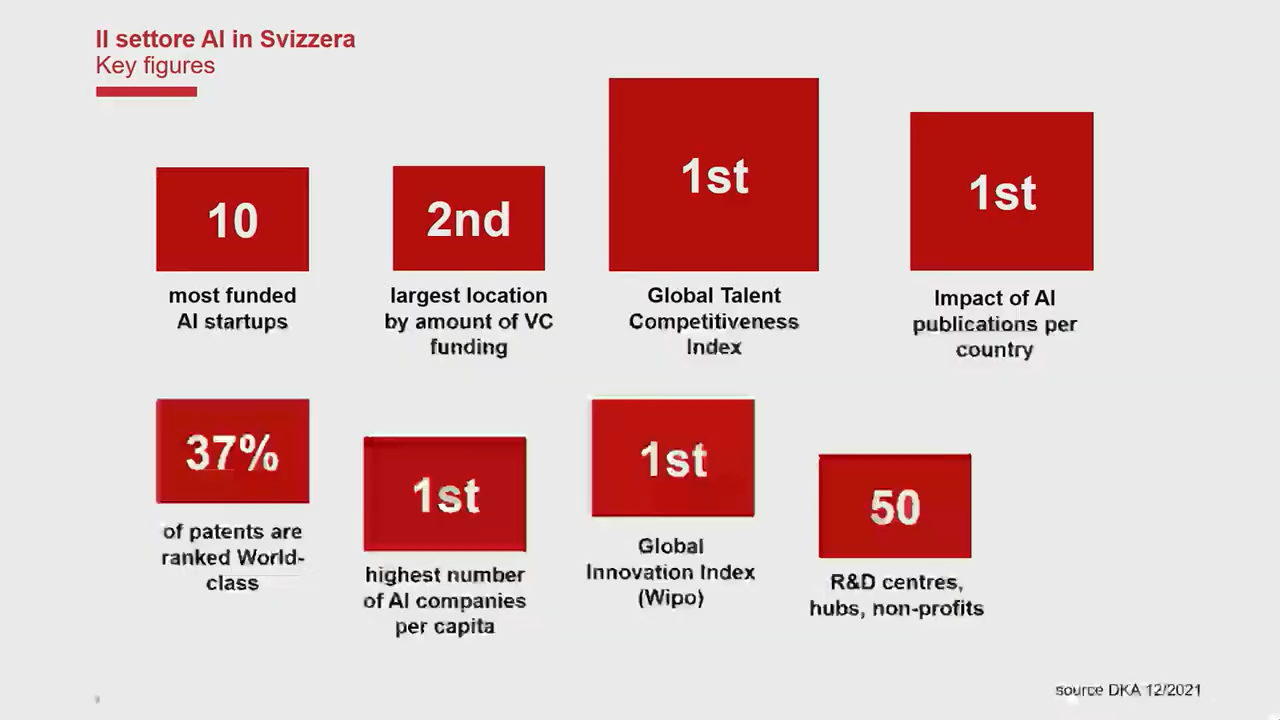 Il settore AI in Svizzera
Key figures
10
most funded
AI startups
2nd
largest location
by amount of VC
funding
1st
Global Talent
Competitiveness
Index
1st
Impact of AI
publications per
country
37%
of patents are
ranked World-
class
1st
highest number
of AI companies
per capita
1st
Global
Innovation Index
(Wipo)
50
R&D centres,
hubs, non-profits
source DKA 12/2021